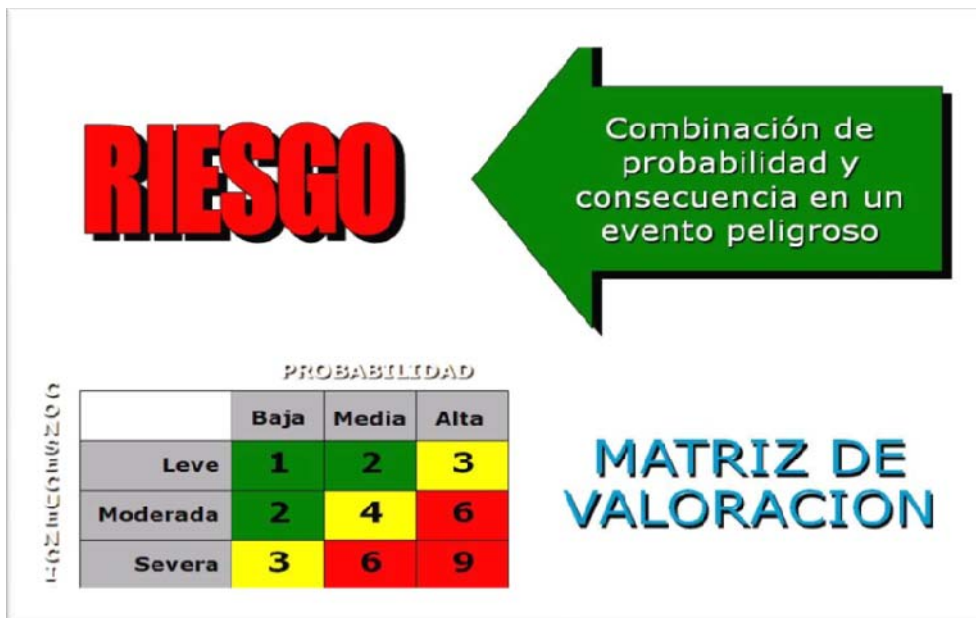 RIESGO
Combinación de
probabilidad y
consecuencia en un
evento peligroso
PROBABILIDAD
CONSECUENCI
Baja Media Alta
Leve 1 2 3
Moderada 2 4 6
Severa 3 6 9
MATRIZ DE
VALORACION